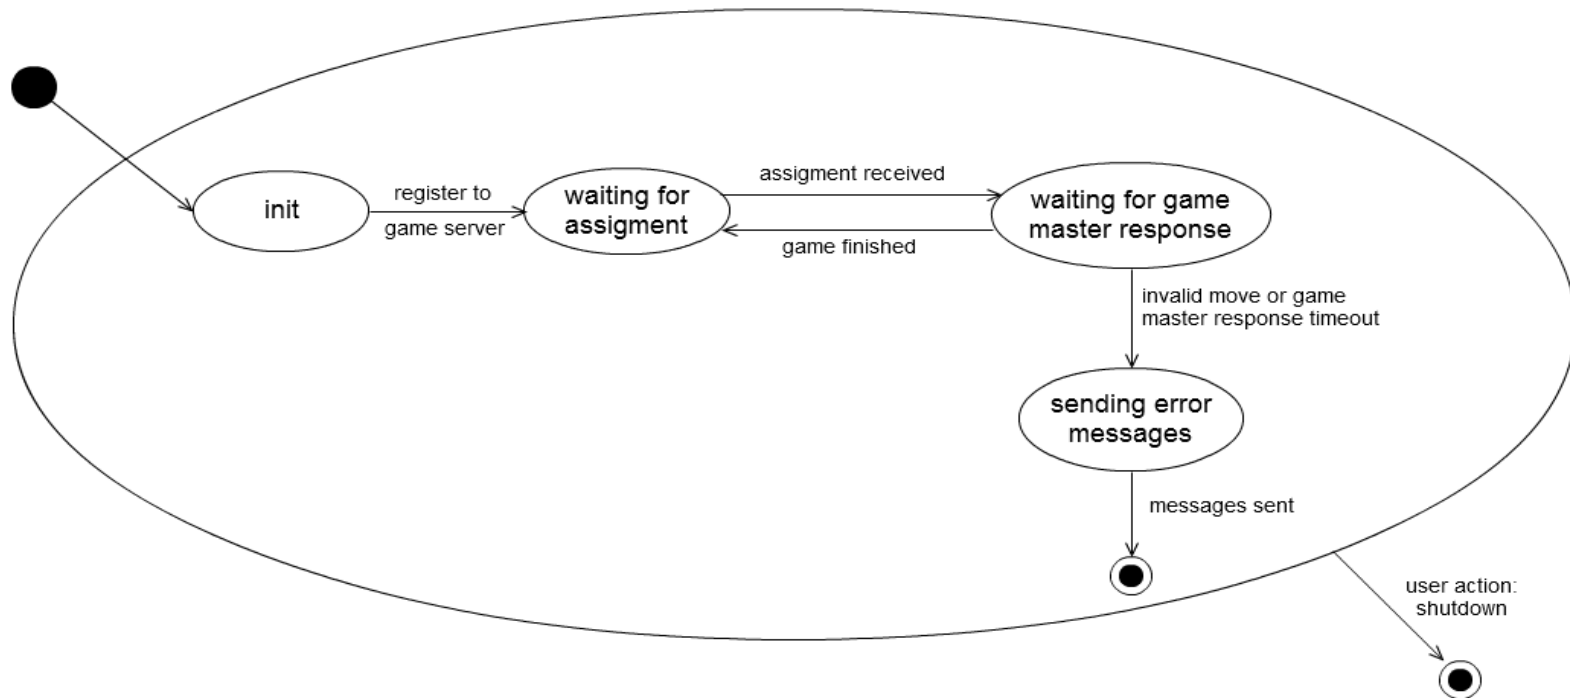 init
register to
game server
waiting for
assigment
assigment received
game finished
waiting for game
master response
invalid move or game
master response timeout
sending error
messages
messages sent
user action:
shutdown